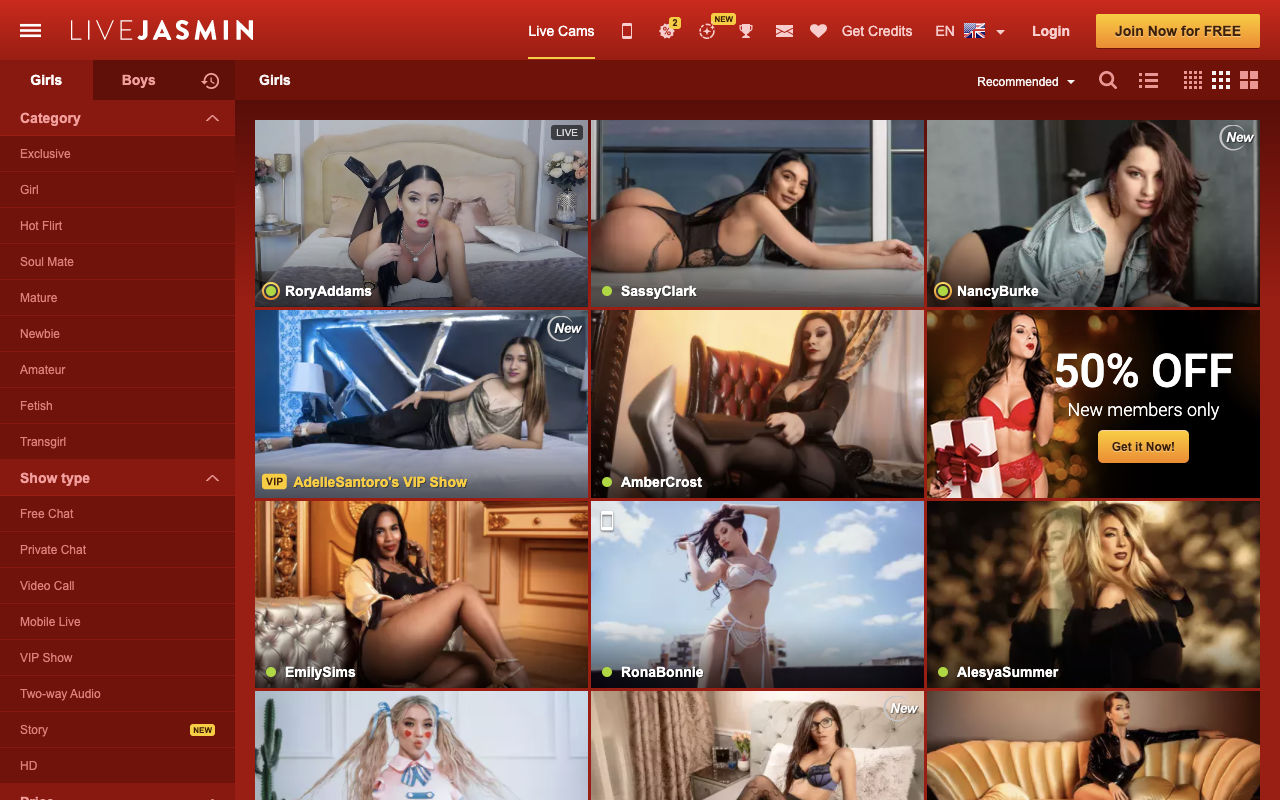 LIVEJASMIN
Live Cams
2
NEW
Get Credits
EN
Login
Join Now for FREE
Girls
Boys
Girls
Recommended
Category
Exclusive
Girl
Hot Flirt
Soul Mate
Mature
Newbie
Amateur
Fetish
Transgirl
Show type
Free Chat
Private Chat
Video Call
Mobile Live
VIP Show
Two-way Audio
Story
NEW
HD
LIVE
RoryAddams
SassyClark
New
NancyBurke
New
VIP AdelleSantoro's VIP Show
AmberCrost
50% OFF
New members only
Get it Now!
EmilySims
RonaBonnie
AlesyaSummer
New